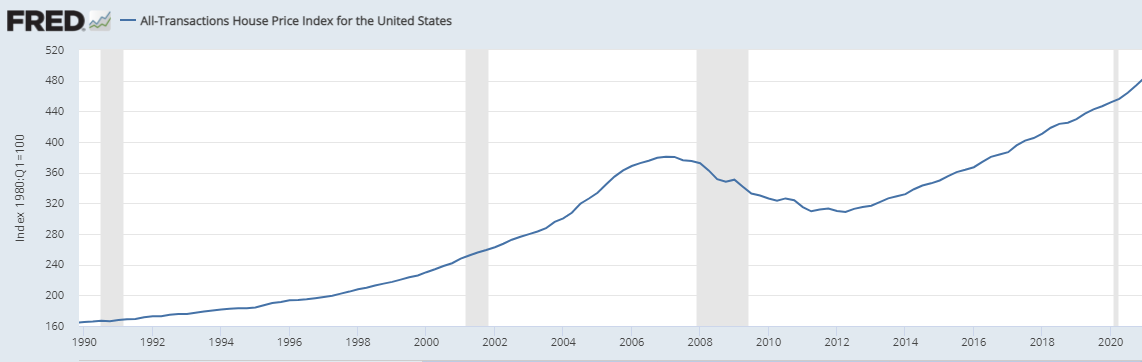 FRED
All-Transactions House Price Index for the United States
520
480
440
400
360
320
280
240
200
160
Index 1980:Q1=100
1990 1992 1994 1996 1998 2000 2002 2004 2006 2008 2010 2012 2014 2016 2018 2020